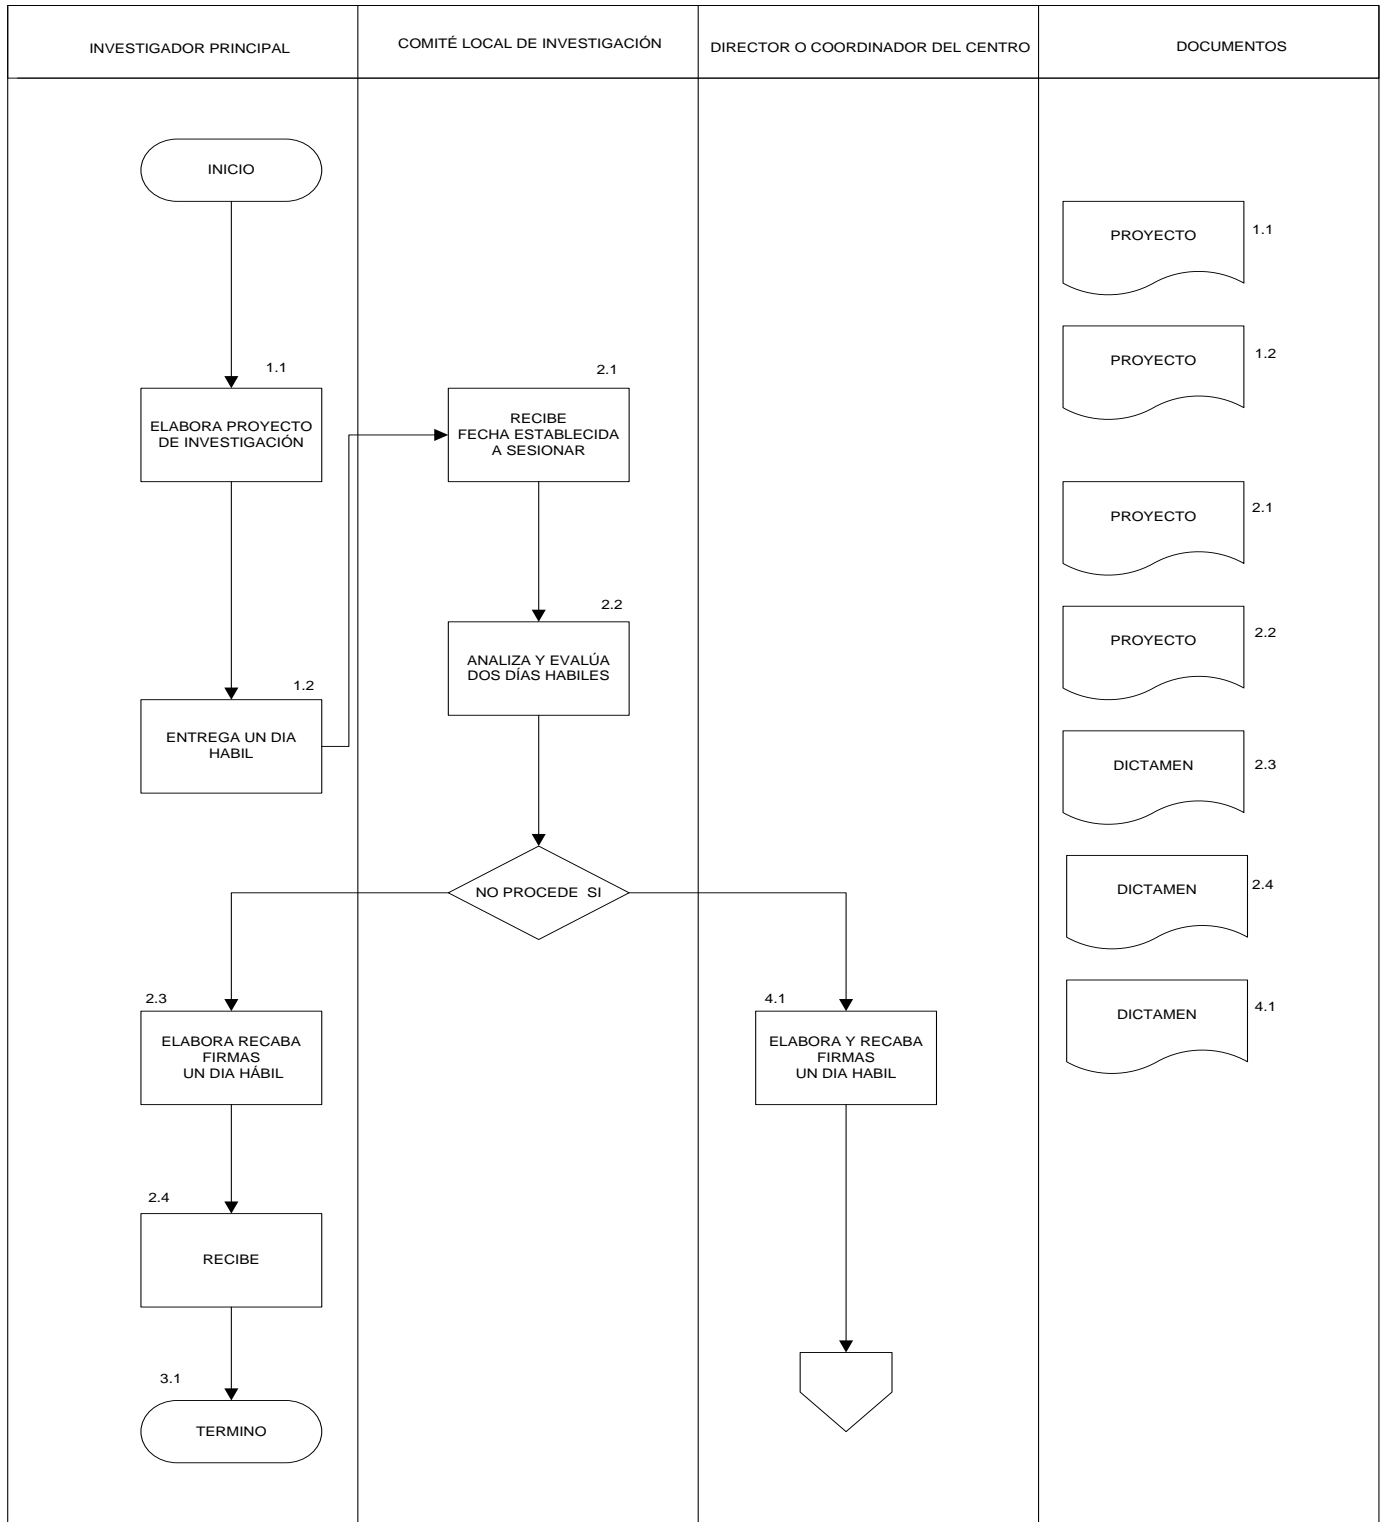 INVESTIGADOR PRINCIPAL
COMITÉ LOCAL DE INVESTIGACIÓN
DIRECTOR O COORDINADOR DEL CENTRO
DOCUMENTOS
INICIO
PROYECTO
1.1
PROYECTO
1.2
1.1
ELABORA PROYECTO
DE INVESTIGACIÓN
2.1
RECIBE
FECHA ESTABLECIDA
A SESIONAR
PROYECTO
2.1
2.2
ANALIZA Y EVALÚA
DOS DÍAS HABILES
PROYECTO
2.2
1.2
ENTREGA UN DIA
HABIL
DICTAMEN
2.3
NO PROCEDE SI
DICTAMEN
2.4
2.3
ELABORA RECABA
FIRMAS
UN DIA HÁBIL
4.1
ELABORA Y RECABA
FIRMAS
UN DIA HABIL
DICTAMEN
4.1
2.4
RECIBE
3.1
TERMINO